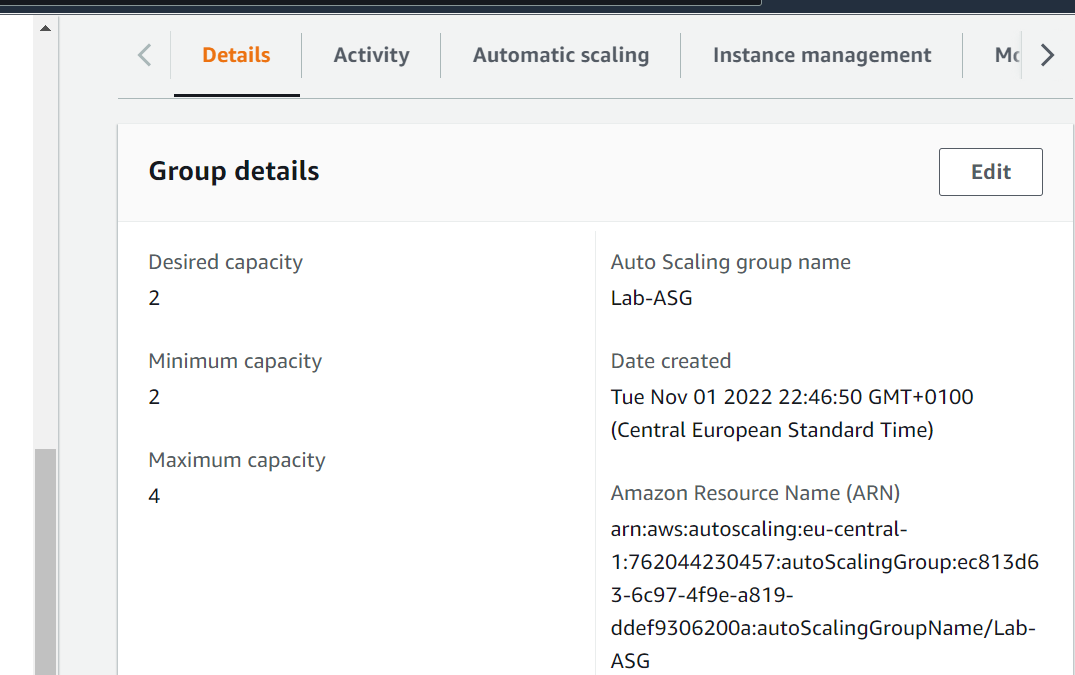 Details
Activity
Automatic scaling
Instance management
Group details
Edit
Desired capacity
2
Minimum capacity
2
Maximum capacity
4
Auto Scaling group name
Lab-ASG
Date created
Tue Nov 01 2022 22:46:50 GMT+0100
(Central European Standard Time)
Amazon Resource Name (ARN)
arn:aws:autoscaling:eu-central-
1:762044230457:autoScalingGroup:ec813d6
3-6c97-4f9e-a819-
ddef9306200a:autoScalingGroupName/Lab-
ASG